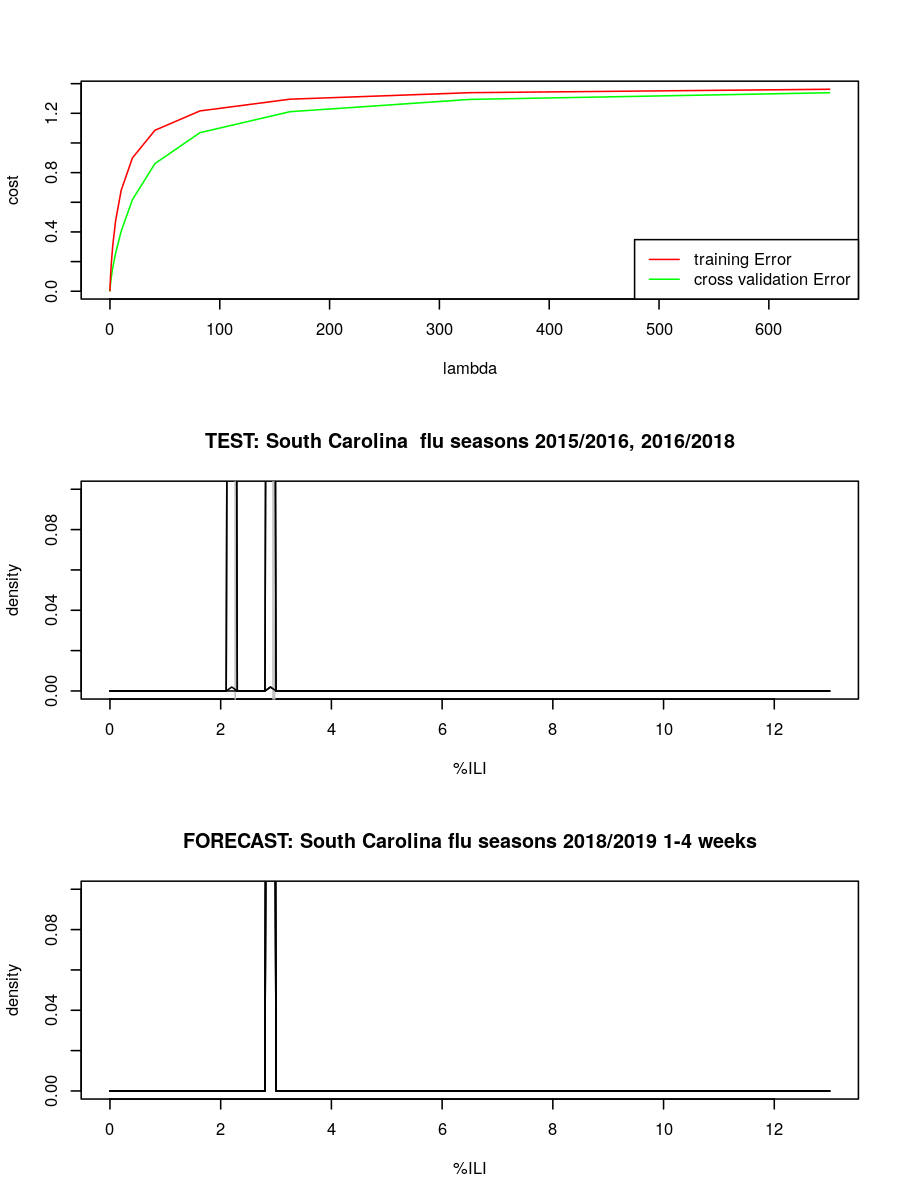 cost
0.0 0.4 0.8 1.2
training Error
cross validation Error
0 100 200 300 400 500 600
lambda
TEST: South Carolina  flu seasons 2015/2016, 2016/2018
density
0.00 0.04 0.08
0 2 4 6 8 10 12
%ILI
FORECAST: South Carolina flu seasons 2018/2019 1-4 weeks
density
0.00 0.04 0.08
0 2 4 6 8 10 12
%ILI